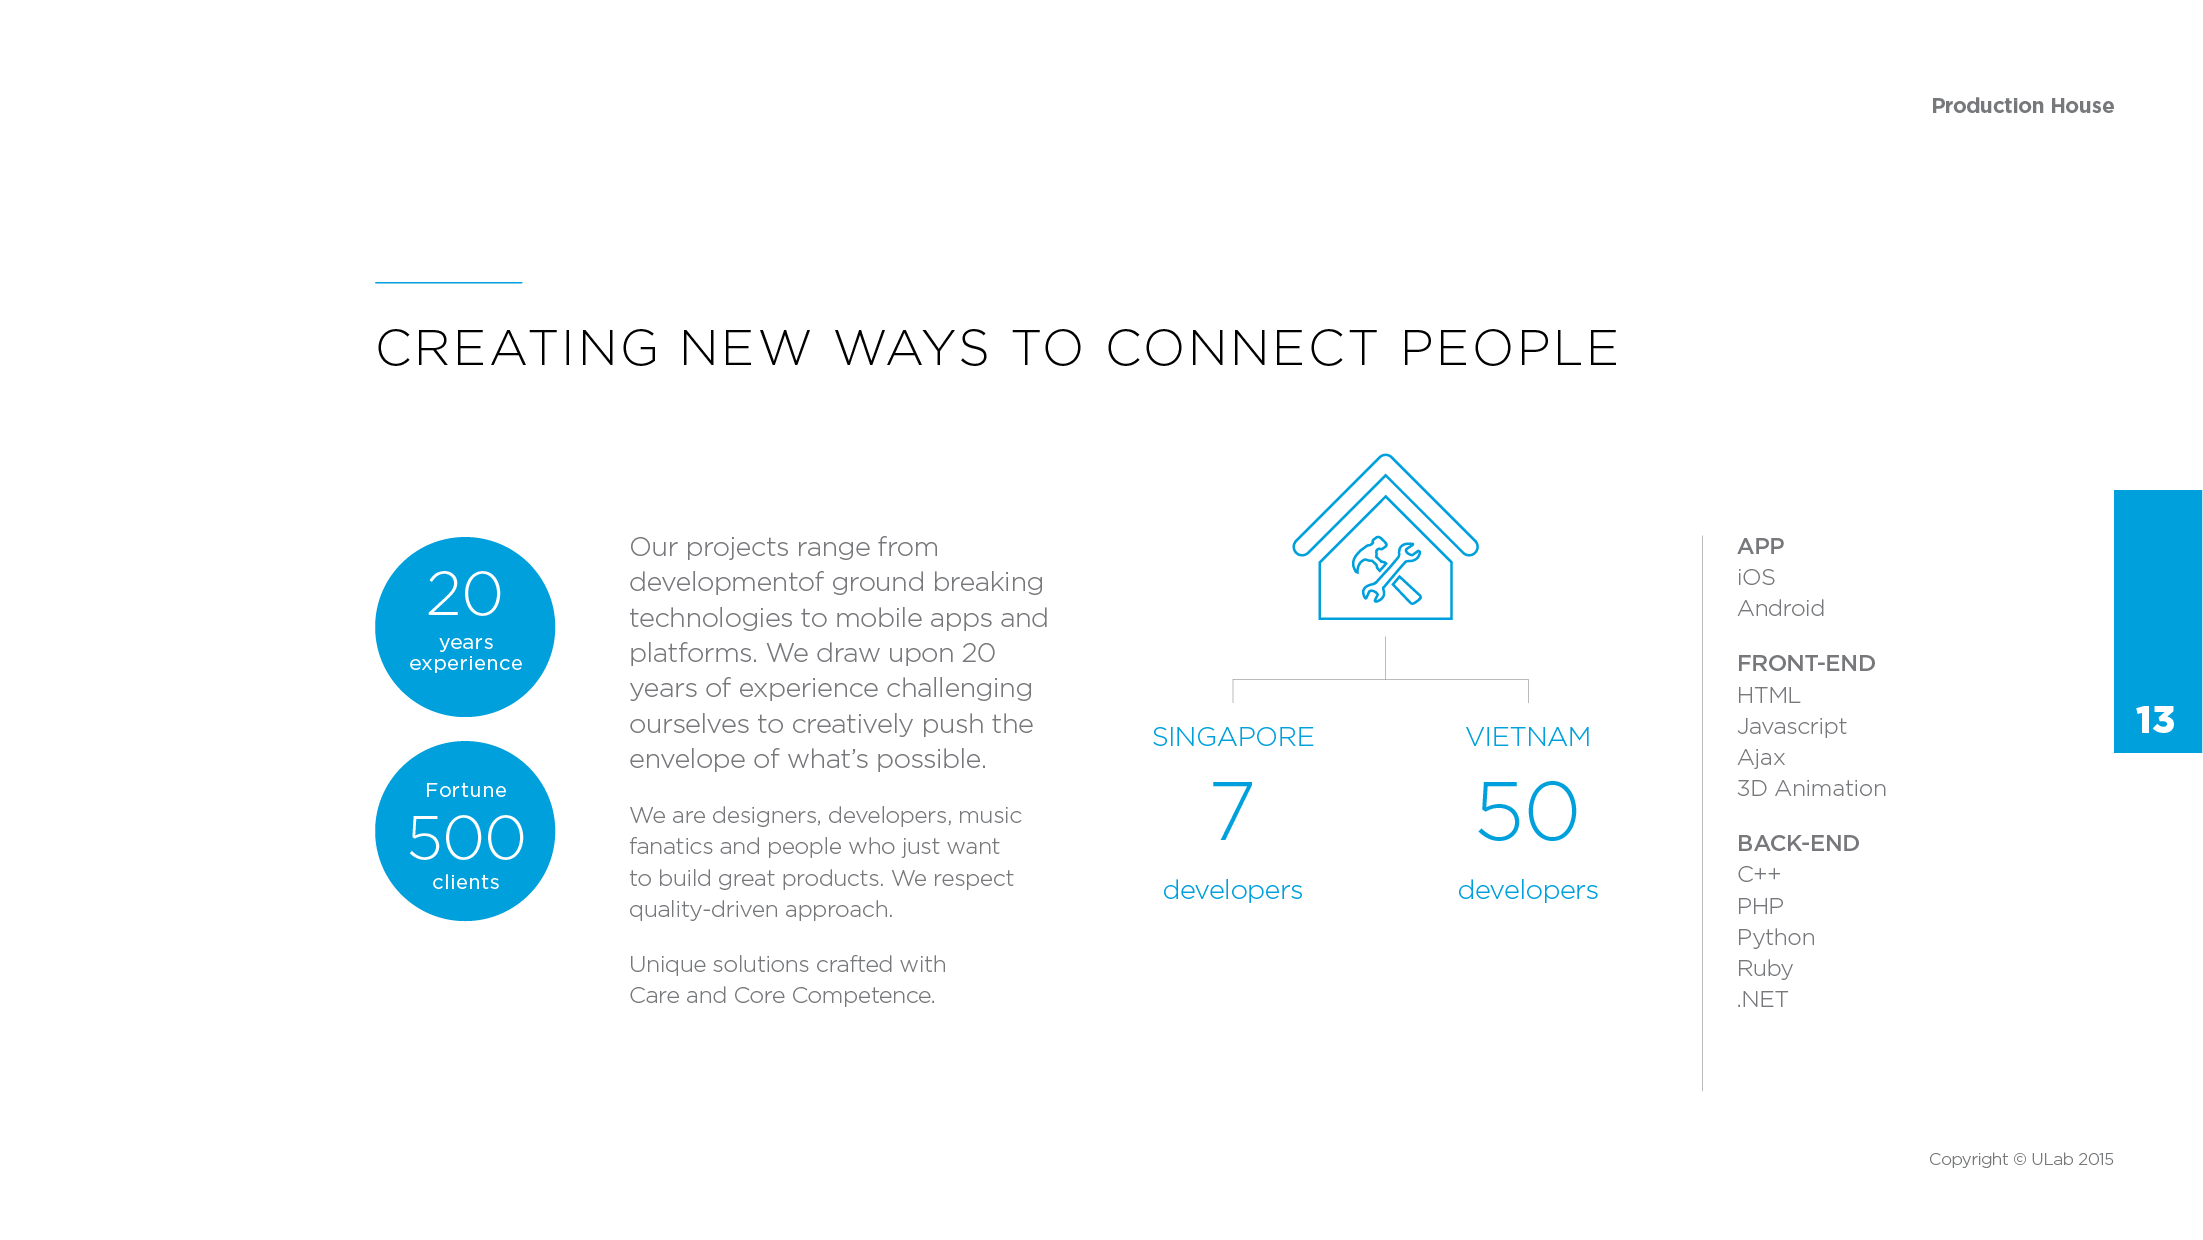 Production House
CREATING NEW WAYS TO CONNECT PEOPLE
20
years
experience
Fortune
500
clients
Our projects range from
developmentof ground breaking
technologies to mobile apps and
platforms. We draw upon 20
years of experience challenging
ourselves to creatively push the
envelope of what’s possible.
We are designers, developers, music
fanatics and people who just want
to build great products. We respect
quality-driven approach.
Unique solutions crafted with
Care and Core Competence.
SINGAPORE
7
developers
VIETNAM
50
developers
APP
iOS
Android
FRONT-END
HTML
Javascript
Ajax
3D Animation
BACK-END
C++
PHP
Python
Ruby
.NET
13
Copyright © ULab 2015